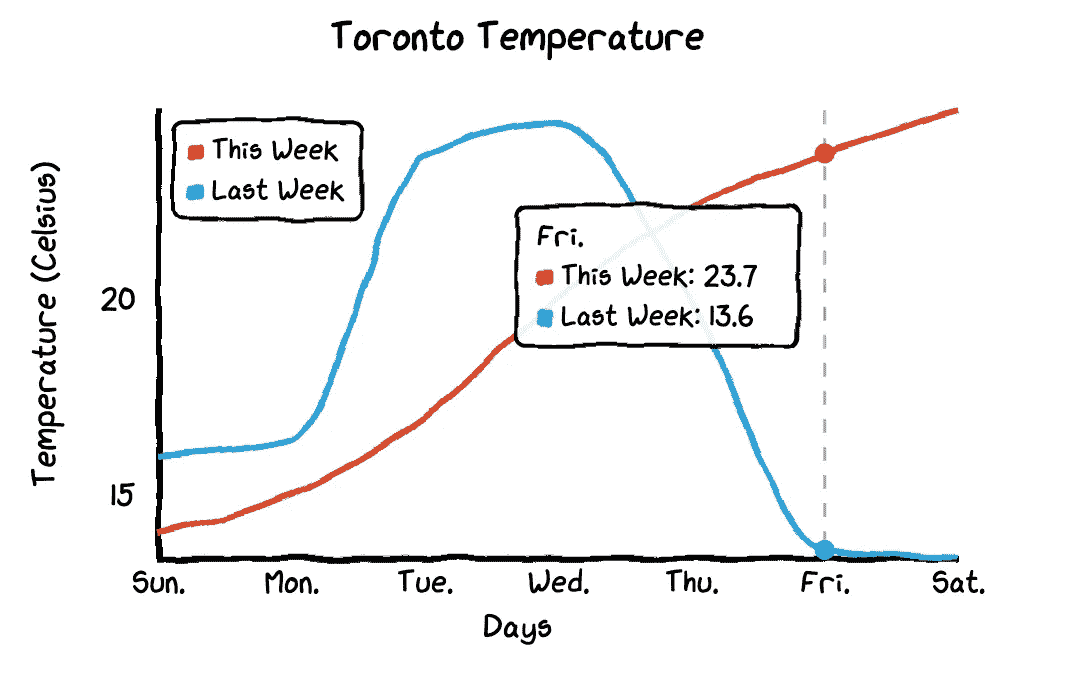 Toronto Temperature
This Week
Last Week
Temperature (Celsius)
20
15
Fri.
This Week: 23.7
Last Week: 13.6
Sun. Mon. Tue. Wed. Thu. Fri. Sat.
Days